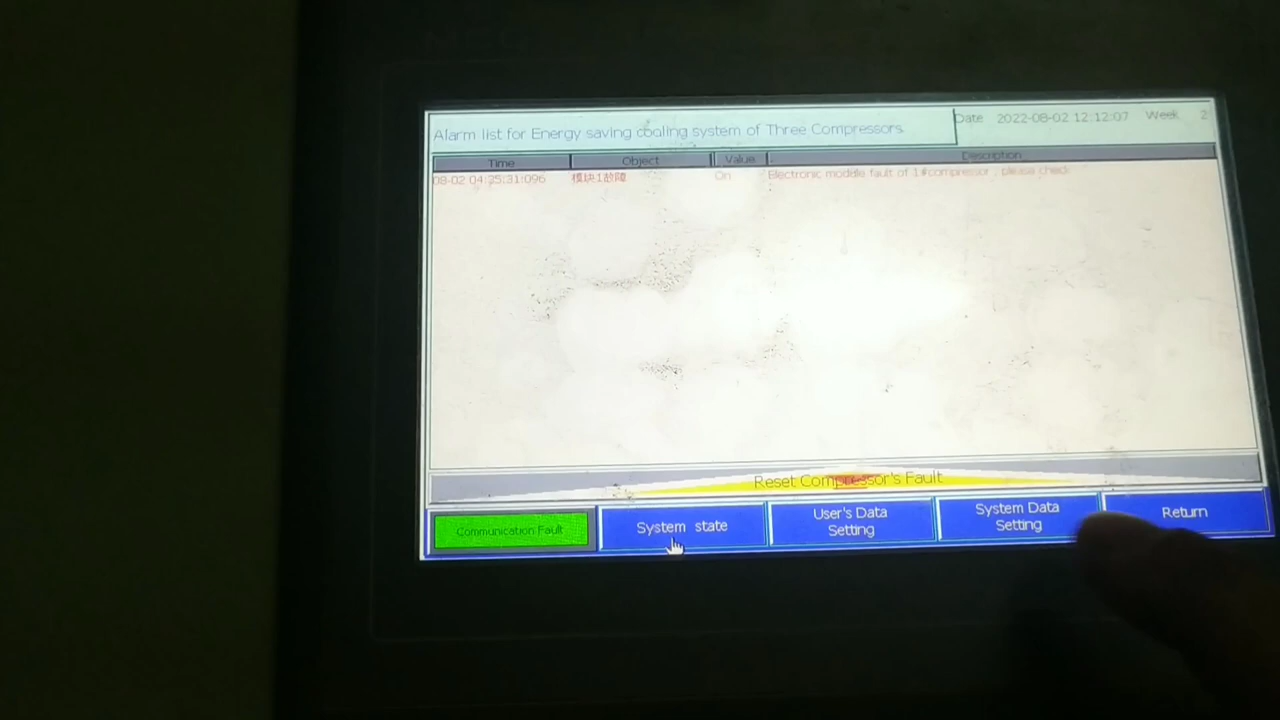 Alarm list for Energy saving cooling system of Three Compressors.
Date 2022-08-02 12:12:07 Week 2
Time Object Value Description
08-02 04:35:31:096 模块1故障 On Electronic module fault of 1#compressor , please check
Reset Compressor's Fault
Communication Fault
System state
User's Data
Setting
System Data
Setting
Return